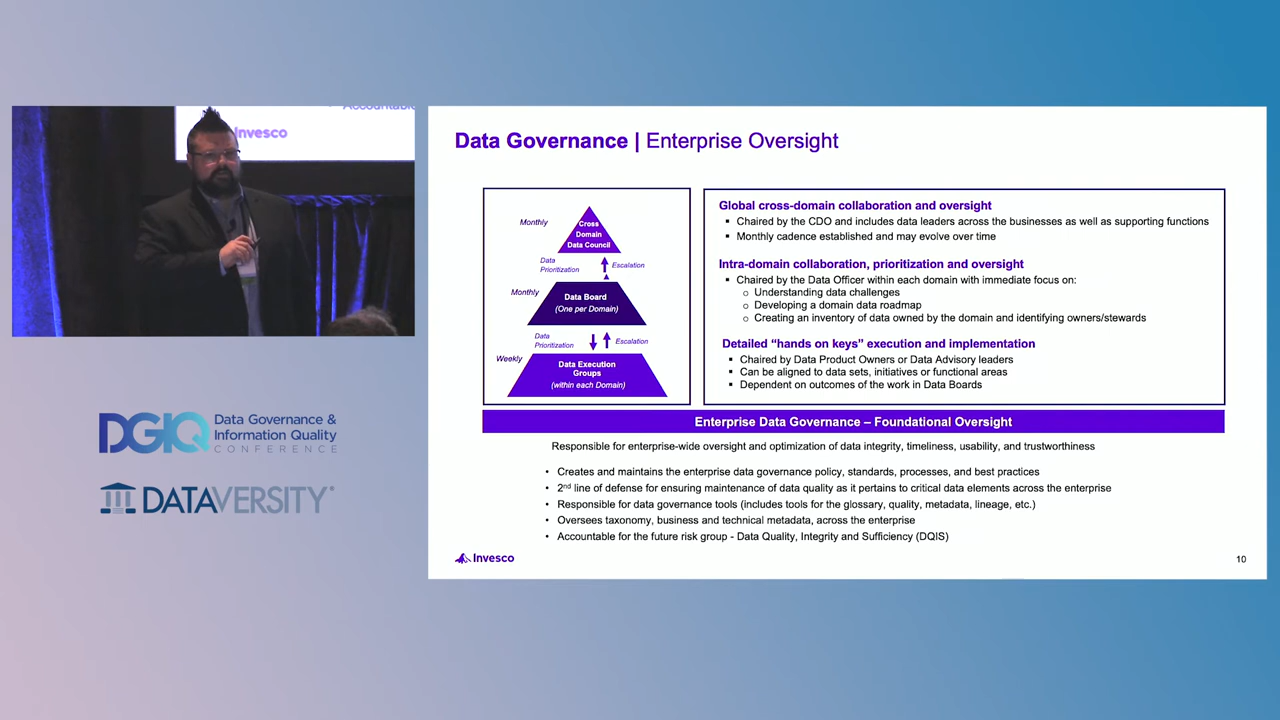 Accountable
Invesco
DGIQ
Data Governance &
Information Quality
CONFERENCE
DATAVERSITY®
Data Governance | Enterprise Oversight
Monthly
Cross
Domain
Data Council
Data
Prioritization
Escalation
Monthly
Data Board
(One per Domain)
Data
Prioritization
Escalation
Weekly
Data Execution
Groups
(within each Domain)
Global cross-domain collaboration and oversight
▪ Chaired by the CDO and includes data leaders across the businesses as well as supporting functions
▪ Monthly cadence established and may evolve over time
Intra-domain collaboration, prioritization and oversight
▪ Chaired by the Data Officer within each domain with immediate focus on:
o Understanding data challenges
o Developing a domain data roadmap
o Creating an inventory of data owned by the domain and identifying owners/stewards
Detailed “hands on keys” execution and implementation
▪ Chaired by Data Product Owners or Data Advisory leaders
▪ Can be aligned to data sets, initiatives or functional areas
▪ Dependent on outcomes of the work in Data Boards
Enterprise Data Governance – Foundational Oversight
Responsible for enterprise-wide oversight and optimization of data integrity, timeliness, usability, and trustworthiness
• Creates and maintains the enterprise data governance policy, standards, processes, and best practices
• 2nd line of defense for ensuring maintenance of data quality as it pertains to critical data elements across the enterprise
• Responsible for data governance tools (includes tools for the glossary, quality, metadata, lineage, etc.)
• Oversees taxonomy, business and technical metadata, across the enterprise
• Accountable for the future risk group - Data Quality, Integrity and Sufficiency (DQIS)
Invesco
10